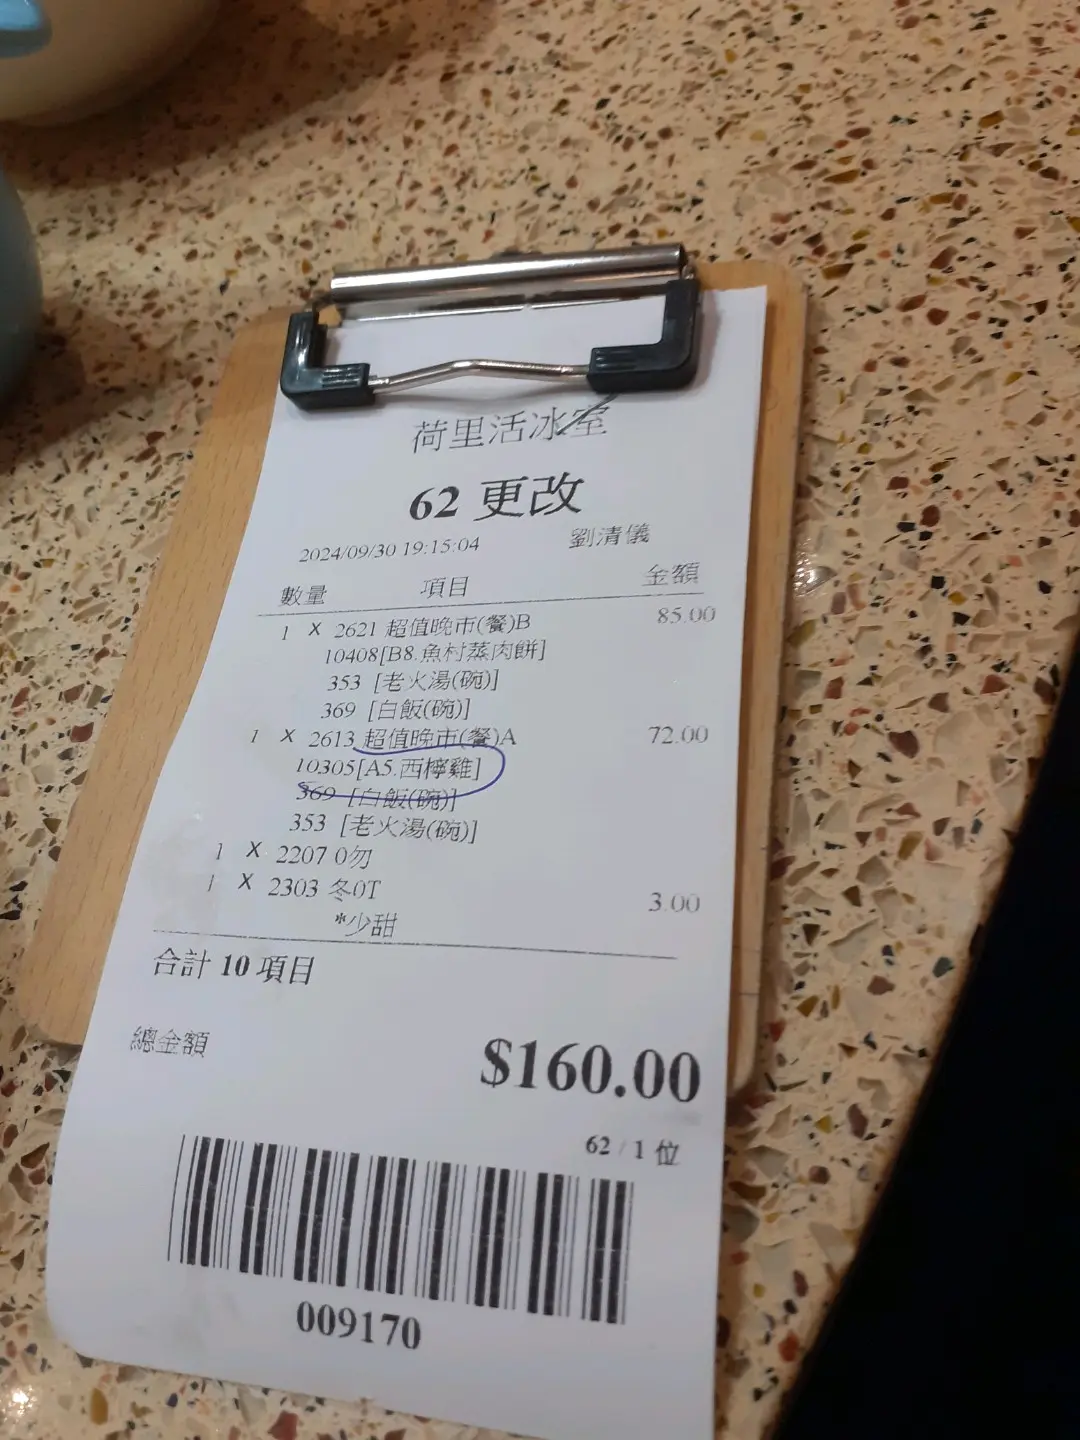 荷里活冰室
62 更改
2024/09/30 19:15:04 劉清儀
數量 項目 金額
1 X 2621 超值晚市(餐)B 85.00
10408[B8.魚村蒸肉餅]
353 [老火湯(碗)]
369 [白飯(碗)]
1 X 2613 超值晚市(餐)A 72.00
10305[A5.西檸雞]
369 [白飯(碗)]
353 [老火湯(碗)]
1 X 2207 0勿
1 X 2303 冬0T 3.00
*少甜
合計 10 項目
總金額 $160.00
62 / 1 位
009170